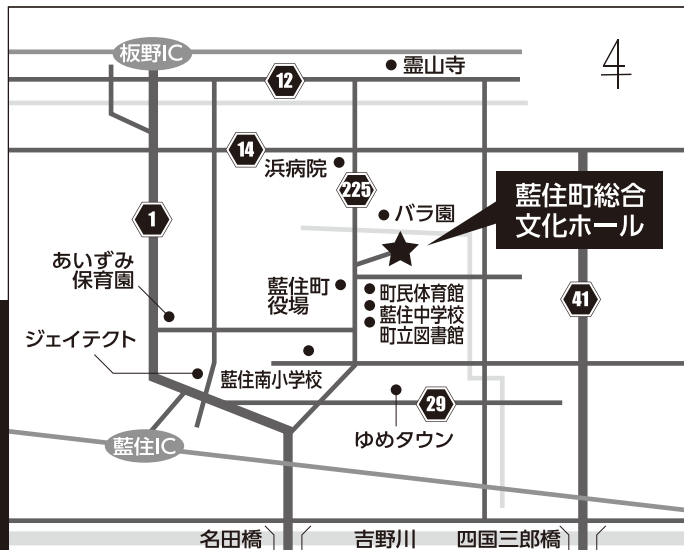 板野IC
霊山寺
12
14
浜病院
225
バラ園
藍住町総合
文化ホール
1
あいずみ
保育園
藍住町
役場
町民体育館
藍住中学校
町立図書館
41
ジェイテクト
藍住南小学校
29
ゆめタウン
藍住IC
名田橋
吉野川
四国三郎橋